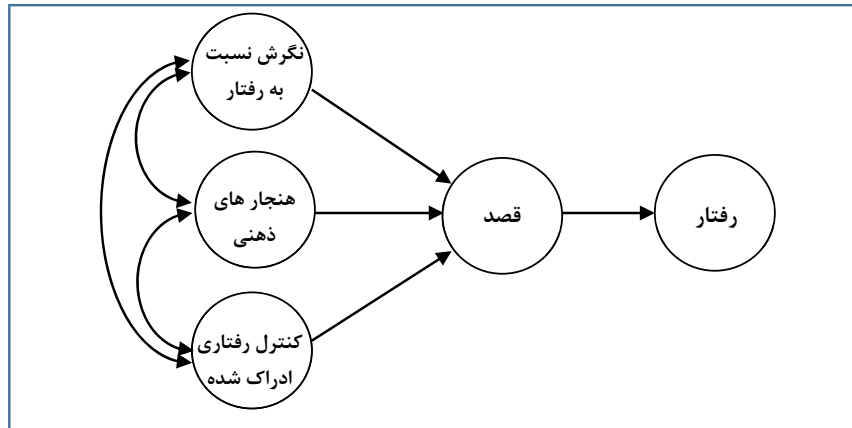 نگرش نسبت
به رفتار
هنجار های
ذهنی
کنترل رفتاری
ادراک شده
قصد
رفتار